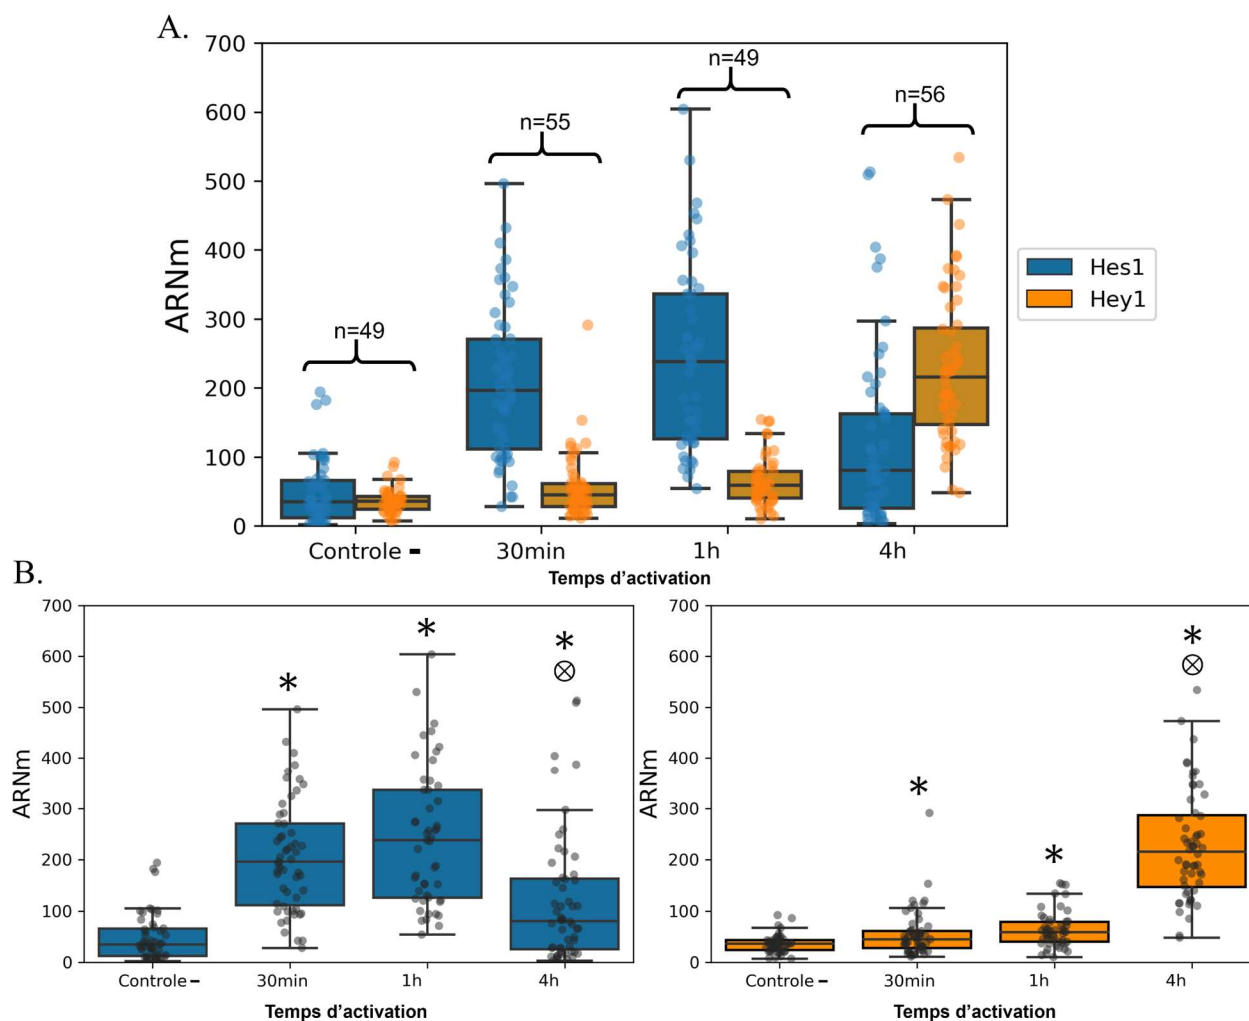 A.
700
600
500
400
300
200
100
0
ARNm
n=49
n=55
n=49
n=56
Hes1
Hey1
Controle -
30min
1h
4h
Temps d'activation
B.
700
600
500
400
300
200
100
0
ARNm
*
*
*
⊗
Controle -
30min
1h
4h
Temps d'activation
700
600
500
400
300
200
100
0
ARNm
*
*
*
⊗
Controle -
30min
1h
4h
Temps d'activation